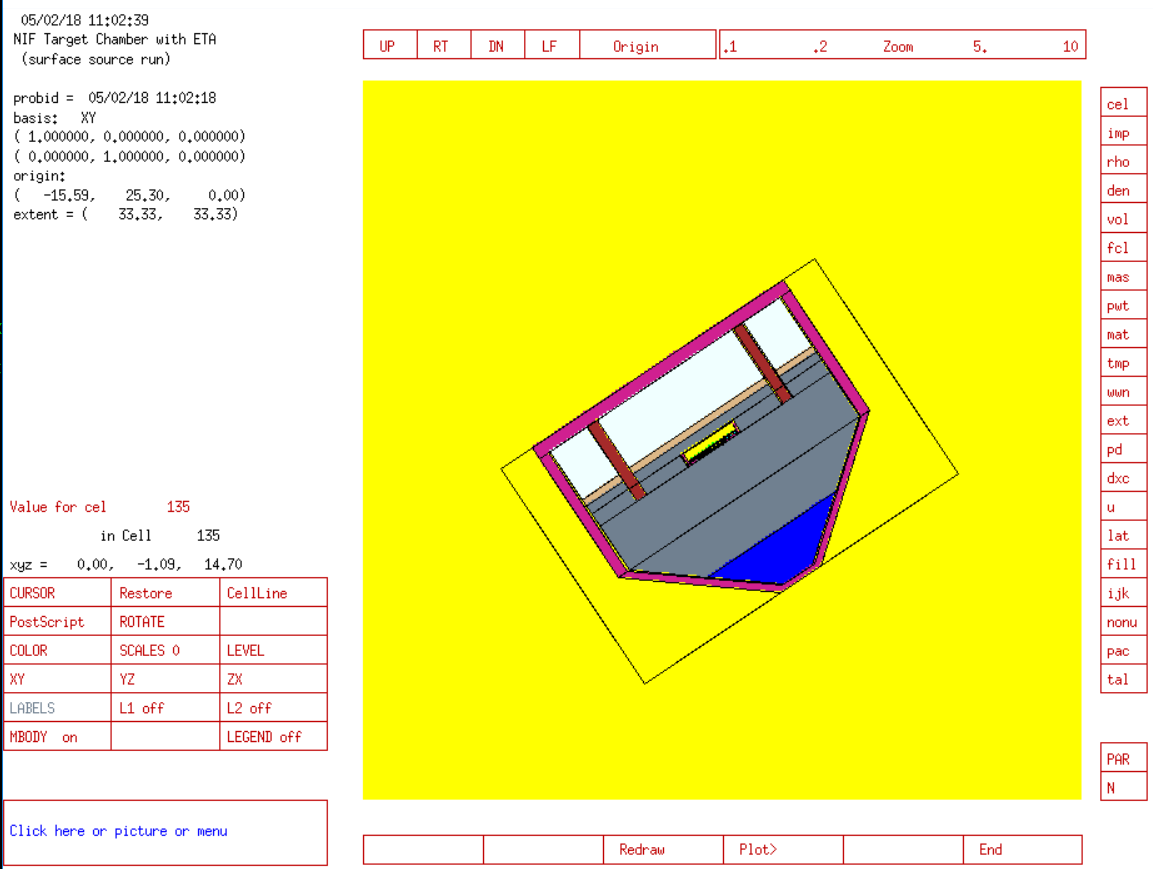 05/02/18 11:02:39
NIF Target Chamber with ETA
(surface source run)
probid = 05/02/18 11:02:18
basis: XY
( 1.000000, 0.000000, 0.000000)
( 0.000000, 1.000000, 0.000000)
origin:
( -15.59, 25.30, 0.00)
extent = ( 33.33, 33.33)
UP RT DN LF Origin .1 .2 Zoom 5. 10
cel
imp
rho
den
vol
fcl
mas
pwt
mat
tmp
wwn
ext
pd
dxc
u
lat
fill
ijk
nonu
pac
tal
PAR
N
Value for cel 135
in Cell 135
xyz = 0.00, -1.09, 14.70
CURSOR Restore CellLine
PostScript ROTATE
COLOR SCALES 0 LEVEL
XY YZ ZX
LABELS L1 off L2 off
MBODY on LEGEND off
Click here or picture or menu
Redraw Plot> End